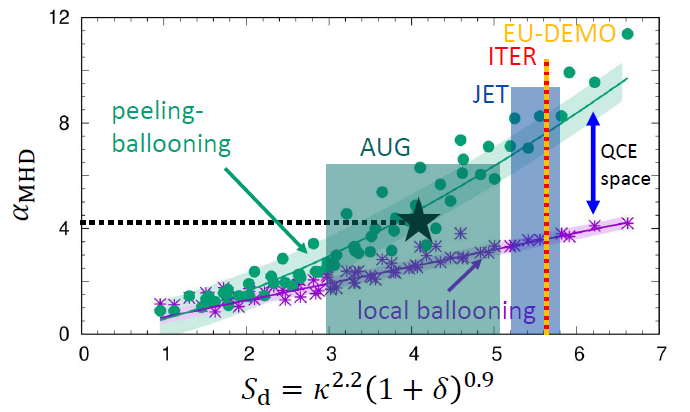 12
EU-DEMO
ITER
JET
peeling-
ballooning
AUG
QCE
space
8
α_MHD
4
local ballooning
0
0 1 2 3 4 5 6 7
S_d = κ^2.2(1 + δ)^0.9